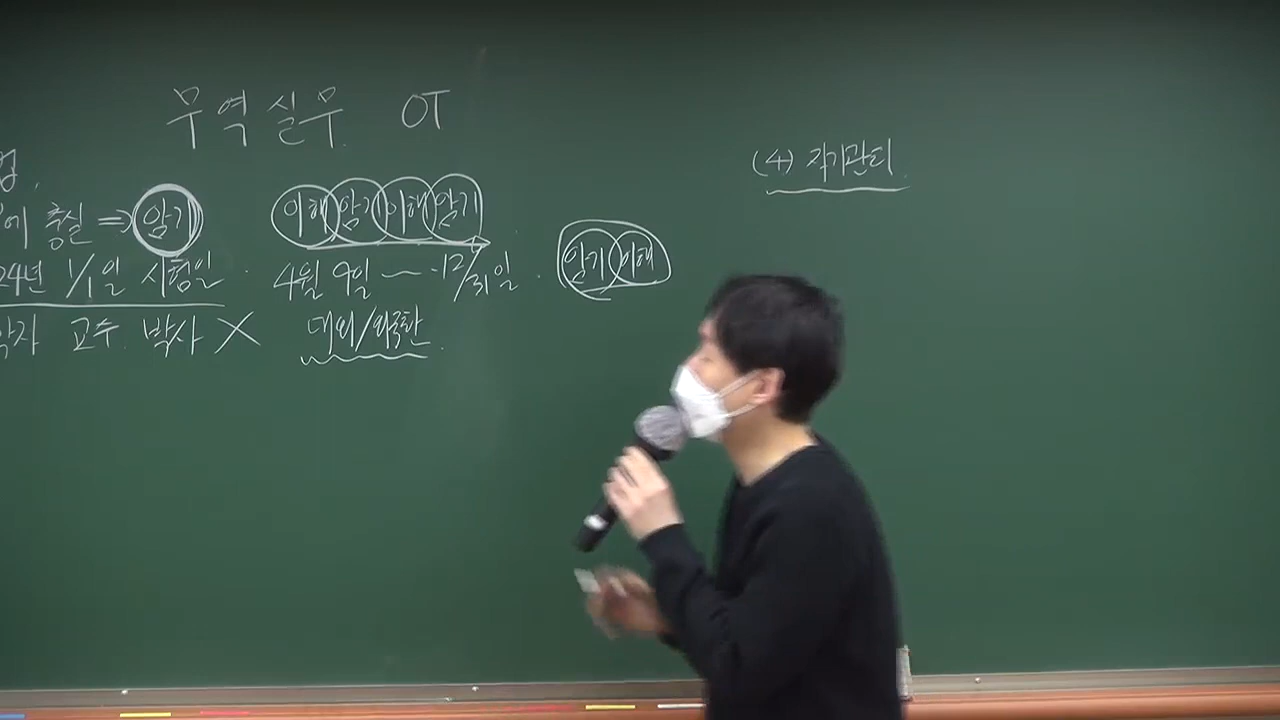 무역실무 OT
법.
에 충실 ⇒ 암기 이해 암기 이해 암기
24년 1/1일 시험일. 4월 9일 ~ 12/31일. 암기 이해
학자 교수. 박사 X 대외/외국환.
(4) 자기관리.